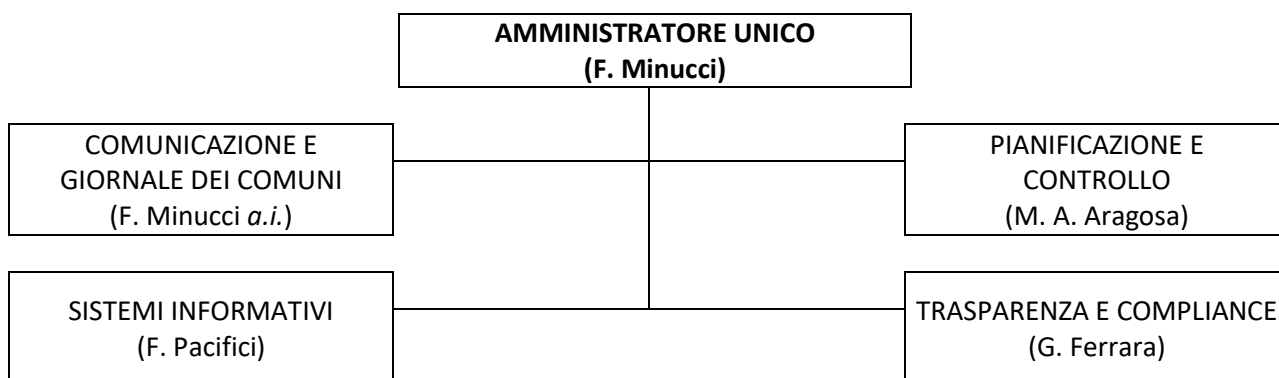 AMMINISTRATORE UNICO
(F. Minucci)
COMUNICAZIONE E
GIORNALE DEI COMUNI
(F. Minucci a.i.)
PIANIFICAZIONE E
CONTROLLO
(M. A. Aragosa)
SISTEMI INFORMATIVI
(F. Pacifici)
TRASPARENZA E COMPLIANCE
(G. Ferrara)